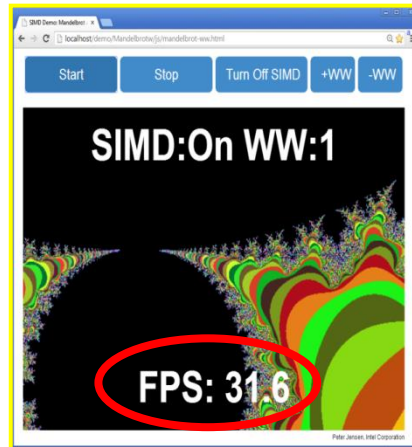 SIMD Demo: Mandelbrot
localhost/demo/Mandelbrotw/js/mandelbrot-ww.html
Start Stop Turn Off SIMD +WW -WW
SIMD:On WW:1
FPS: 31.6
Peter Jensen, Intel Corporation